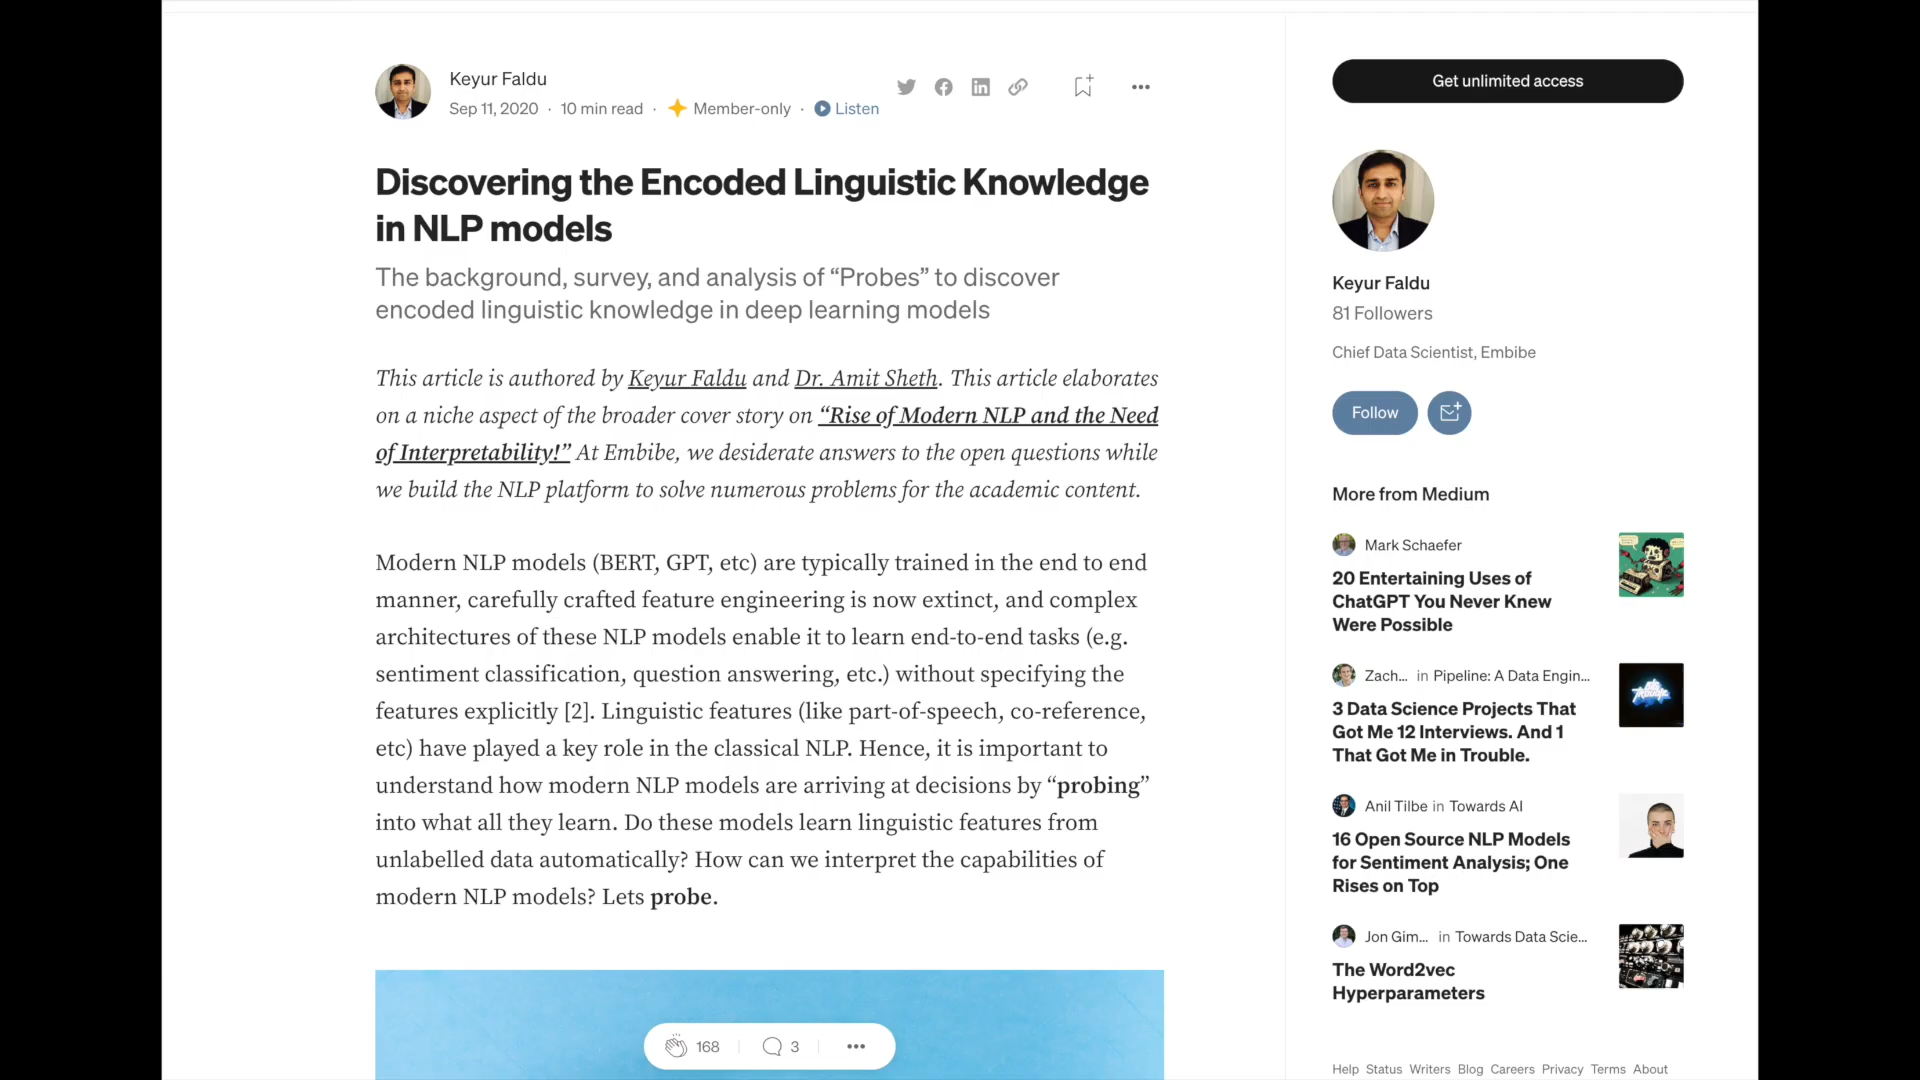 Keyur Faldu
Sep 11, 2020 · 10 min read · Member-only · Listen
Discovering the Encoded Linguistic Knowledge
in NLP models
The background, survey, and analysis of “Probes” to discover
encoded linguistic knowledge in deep learning models
This article is authored by Keyur Faldu and Dr. Amit Sheth. This article elaborates
on a niche aspect of the broader cover story on “Rise of Modern NLP and the Need
of Interpretability!” At Embibe, we desiderate answers to the open questions while
we build the NLP platform to solve numerous problems for the academic content.
Modern NLP models (BERT, GPT, etc) are typically trained in the end to end
manner, carefully crafted feature engineering is now extinct, and complex
architectures of these NLP models enable it to learn end-to-end tasks (e.g.
sentiment classification, question answering, etc.) without specifying the
features explicitly [2]. Linguistic features (like part-of-speech, co-reference,
etc) have played a key role in the classical NLP. Hence, it is important to
understand how modern NLP models are arriving at decisions by “probing”
into what all they learn. Do these models learn linguistic features from
unlabelled data automatically? How can we interpret the capabilities of
modern NLP models? Lets probe.
168
3
Get unlimited access
Keyur Faldu
81 Followers
Chief Data Scientist, Embibe
Follow
More from Medium
Mark Schaefer
20 Entertaining Uses of
ChatGPT You Never Knew
Were Possible
Zach... in Pipeline: A Data Engin...
3 Data Science Projects That
Got Me 12 Interviews. And 1
That Got Me in Trouble.
Anil Tilbe in Towards AI
16 Open Source NLP Models
for Sentiment Analysis; One
Rises on Top
Jon Gim... in Towards Data Scie...
The Word2vec
Hyperparameters
Help Status Writers Blog Careers Privacy Terms About